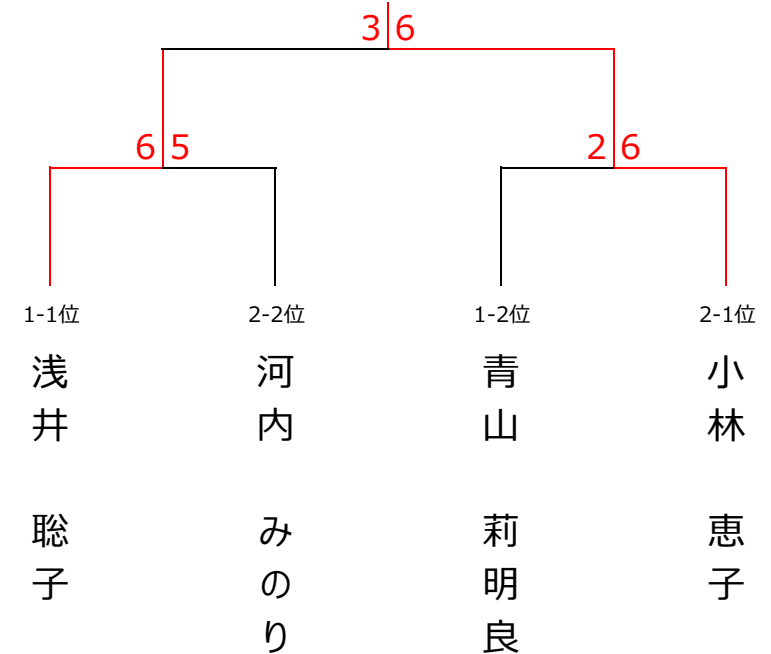 3 6
6 5
2 6
1-1位
2-2位
1-2位
2-1位
浅井 聡子
河内 みのり
青山 莉明良
小林 恵子